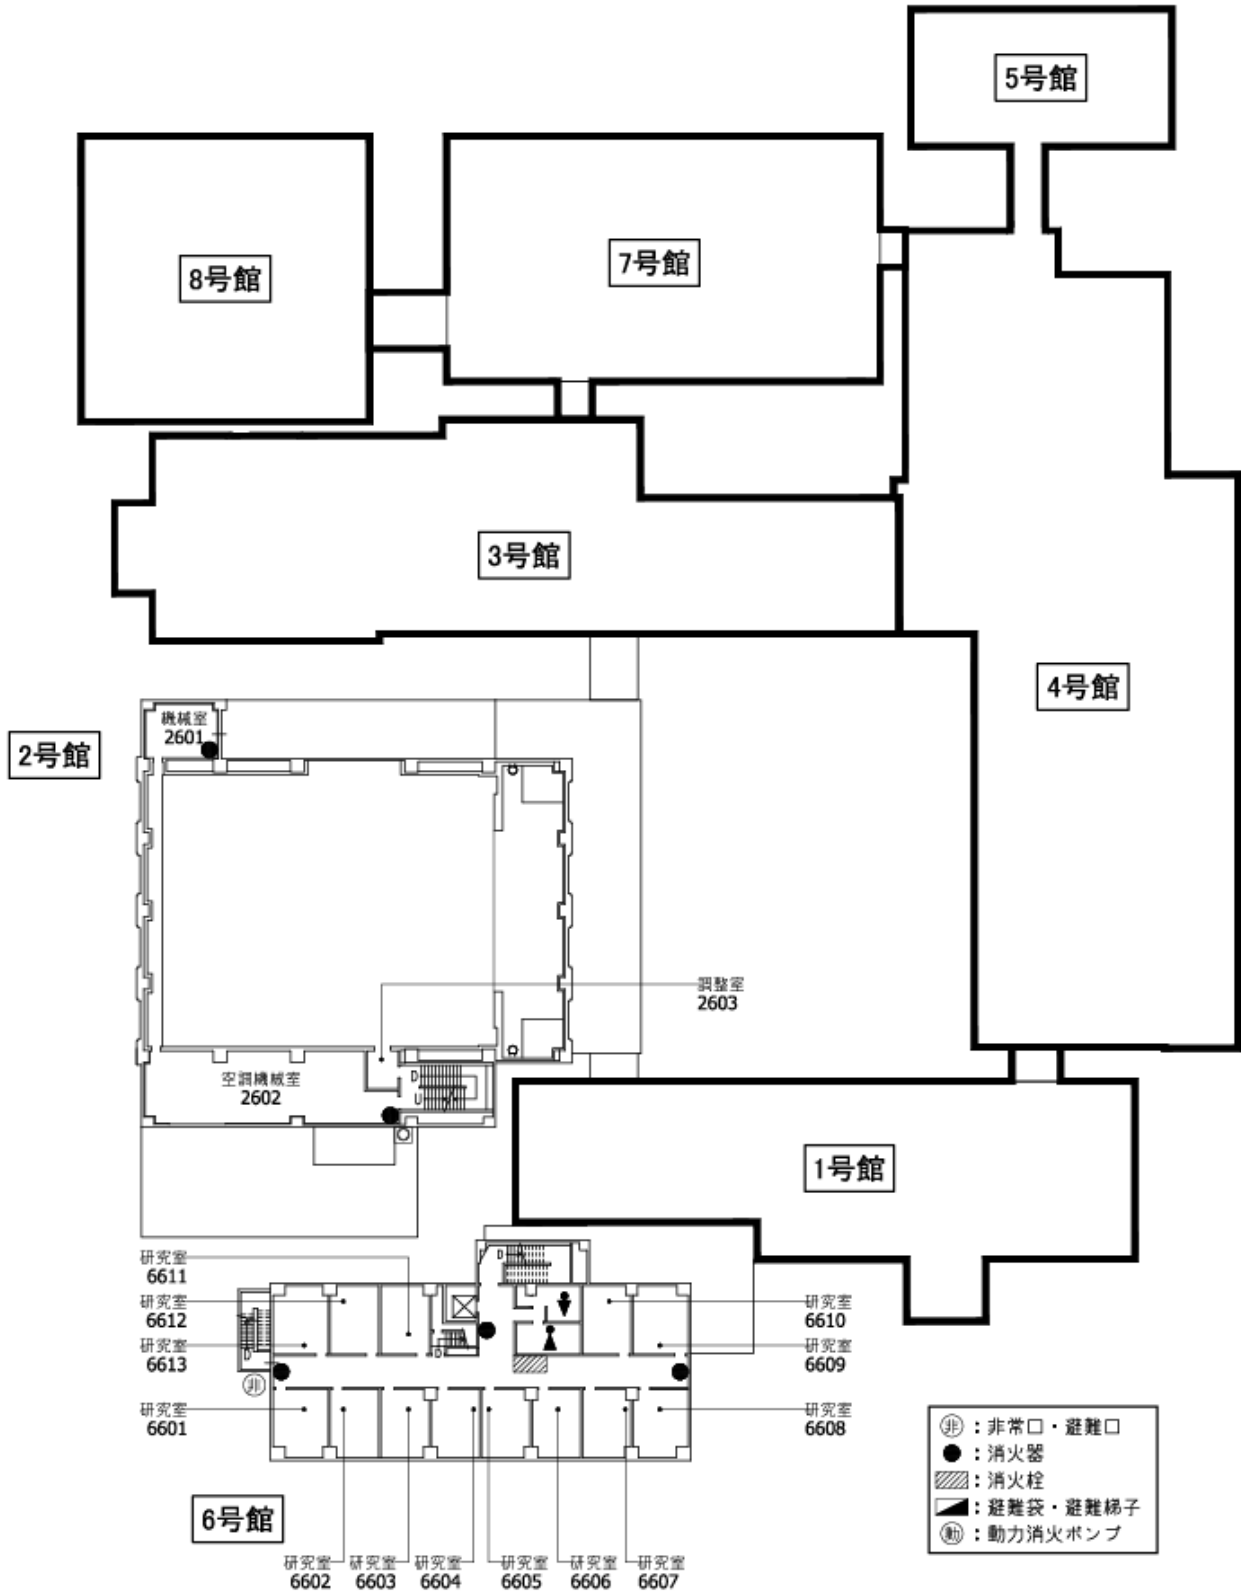 5号館
8号館
7号館
3号館
4号館
2号館
機械室
2601
調整室
2603
空調機械室
2602
D
U
1号館
D
研究室
6611
研究室
6612
研究室
6613
研究室
6610
研究室
6609
D
D
非
研究室
6601
研究室
6608
6号館
研究室
6602
研究室
6603
研究室
6604
研究室
6605
研究室
6606
研究室
6607
非：非常口・避難口
●：消火器
：消火栓
：避難袋・避難梯子
動：動力消火ポンプ